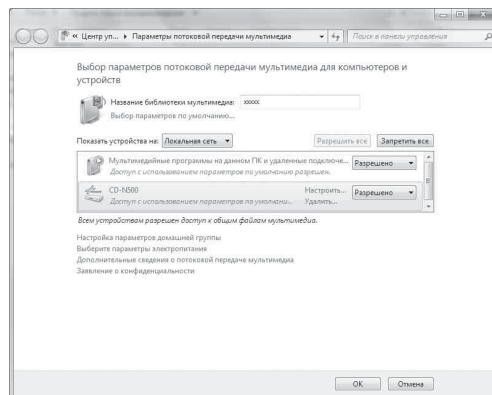 « Центр уп... ▸ Параметры потоковой передачи мультимедиа
Поиск в панели управления
Выбор параметров потоковой передачи мультимедиа для компьютеров и
устройств
Название библиотеки мультимедиа: xxxxx
Выбор параметров по умолчанию...
Показать устройства на: Локальная сеть
Разрешить все
Запретить все
Мультимедийные программы на данном ПК и удаленные подключе...
Разрешено
Доступ с использованием параметров по умолчанию разрешен.
CD-N500
Настроить...
Разрешено
Доступ с использованием параметров по умолчани...
Удалить...
Всем устройствам разрешен доступ к общим файлам мультимедиа.
Настройка параметров домашней группы
Выберите параметры электропитания
Дополнительные сведения о потоковой передаче мультимедиа
Заявление о конфиденциальности
ОК
Отмена